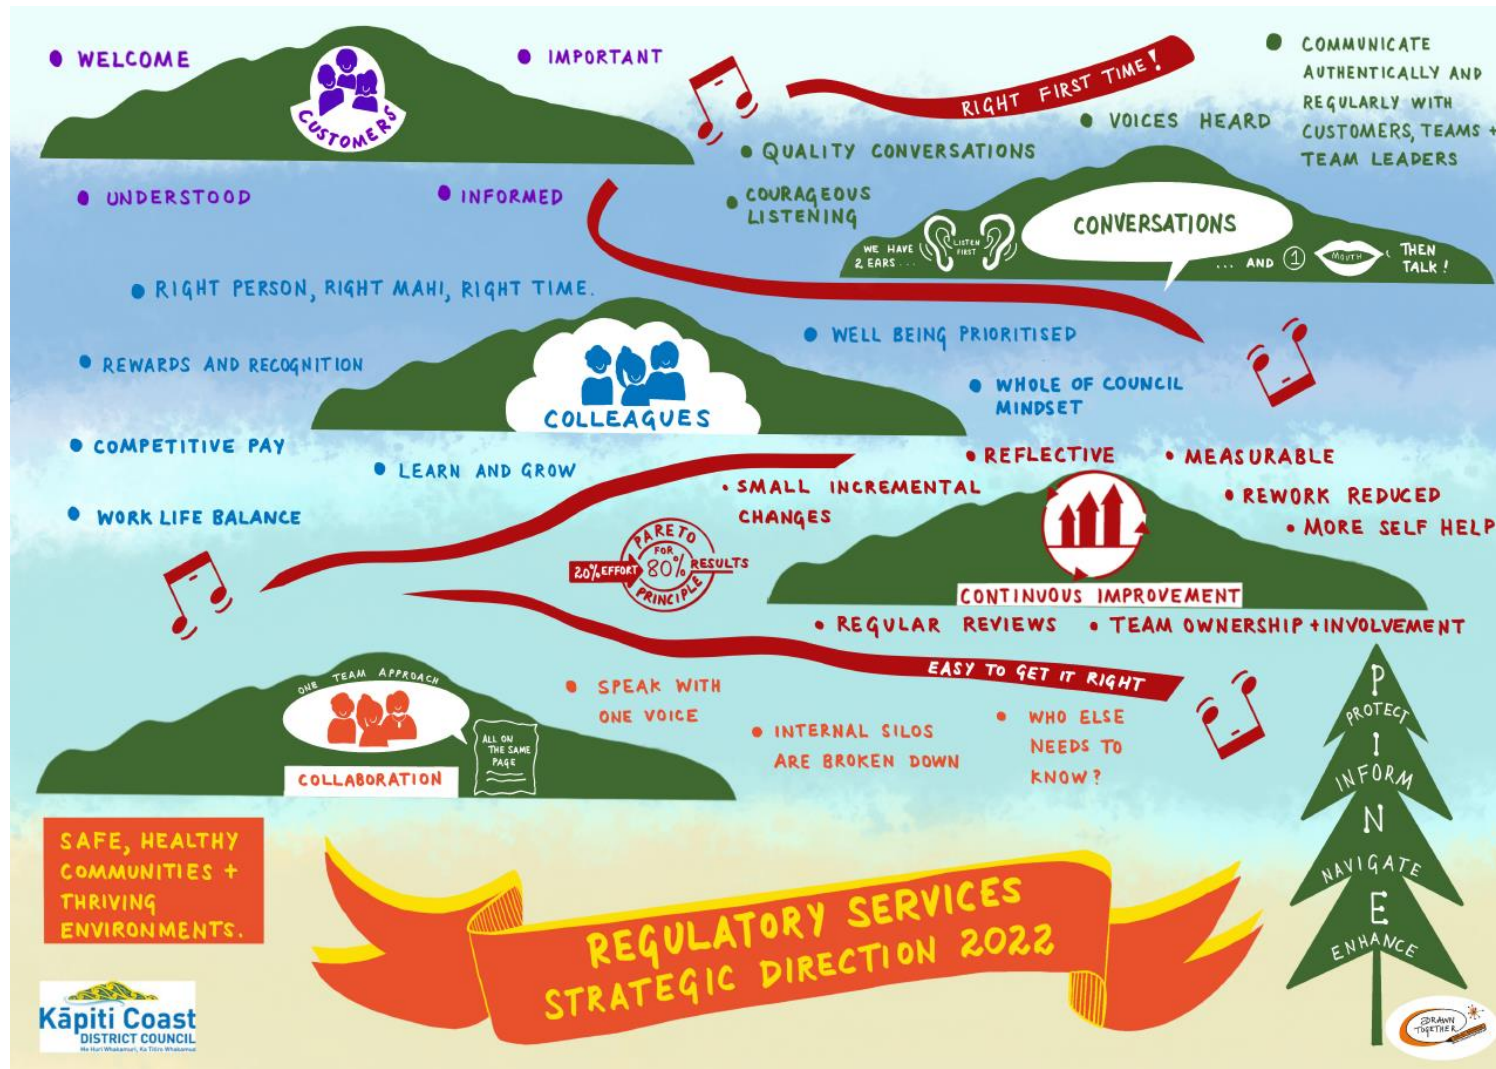 WELCOME
IMPORTANT
CUSTOMERS
UNDERSTOOD
INFORMED
RIGHT FIRST TIME!
COMMUNICATE
AUTHENTICALLY AND
REGULARLY WITH
CUSTOMERS, TEAMS +
TEAM LEADERS
VOICES HEARD
QUALITY CONVERSATIONS
COURAGEOUS
LISTENING
CONVERSATIONS
WE HAVE
2 EARS...
LISTEN
FIRST
... AND 1
MOUTH
THEN
TALK!
RIGHT PERSON, RIGHT MAHI, RIGHT TIME.
REWARDS AND RECOGNITION
WELL BEING PRIORITISED
WHOLE OF COUNCIL
MINDSET
COLLEAGUES
COMPETITIVE PAY
LEARN AND GROW
WORK LIFE BALANCE
REFLECTIVE
MEASURABLE
SMALL INCREMENTAL
CHANGES
REWORK REDUCED
MORE SELF HELP
PARETO
FOR
20% EFFORT
80%
RESULTS
PRINCIPLE
CONTINUOUS IMPROVEMENT
REGULAR REVIEWS
TEAM OWNERSHIP + INVOLVEMENT
EASY TO GET IT RIGHT
ONE TEAM APPROACH
ALL ON
THE SAME
PAGE
COLLABORATION
SPEAK WITH
ONE VOICE
INTERNAL SILOS
ARE BROKEN DOWN
WHO ELSE
NEEDS TO
KNOW?
P
PROTECT
I
INFORM
N
NAVIGATE
E
ENHANCE
SAFE, HEALTHY
COMMUNITIES +
THRIVING
ENVIRONMENTS.
REGULATORY SERVICES
STRATEGIC DIRECTION 2022
Kāpiti Coast
DISTRICT COUNCIL
Me Huri Whakamuri, Ka Titiro Whakamua
DRAWN
TOGETHER